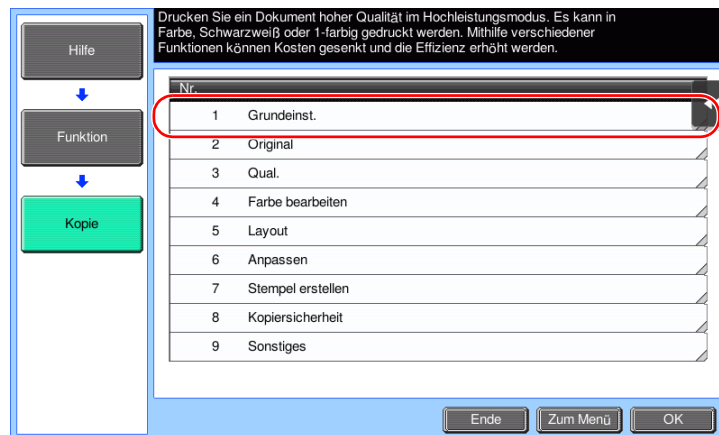 Drucken Sie ein Dokument hoher Qualität im Hochleistungsmodus. Es kann in
Farbe, Schwarzweiß oder 1-farbig gedruckt werden. Mithilfe verschiedener
Funktionen können Kosten gesenkt und die Effizienz erhöht werden.
Hilfe
Funktion
Kopie
Nr.
1 Grundeinst.
2 Original
3 Qual.
4 Farbe bearbeiten
5 Layout
6 Anpassen
7 Stempel erstellen
8 Kopiersicherheit
9 Sonstiges
Ende Zum Menü OK